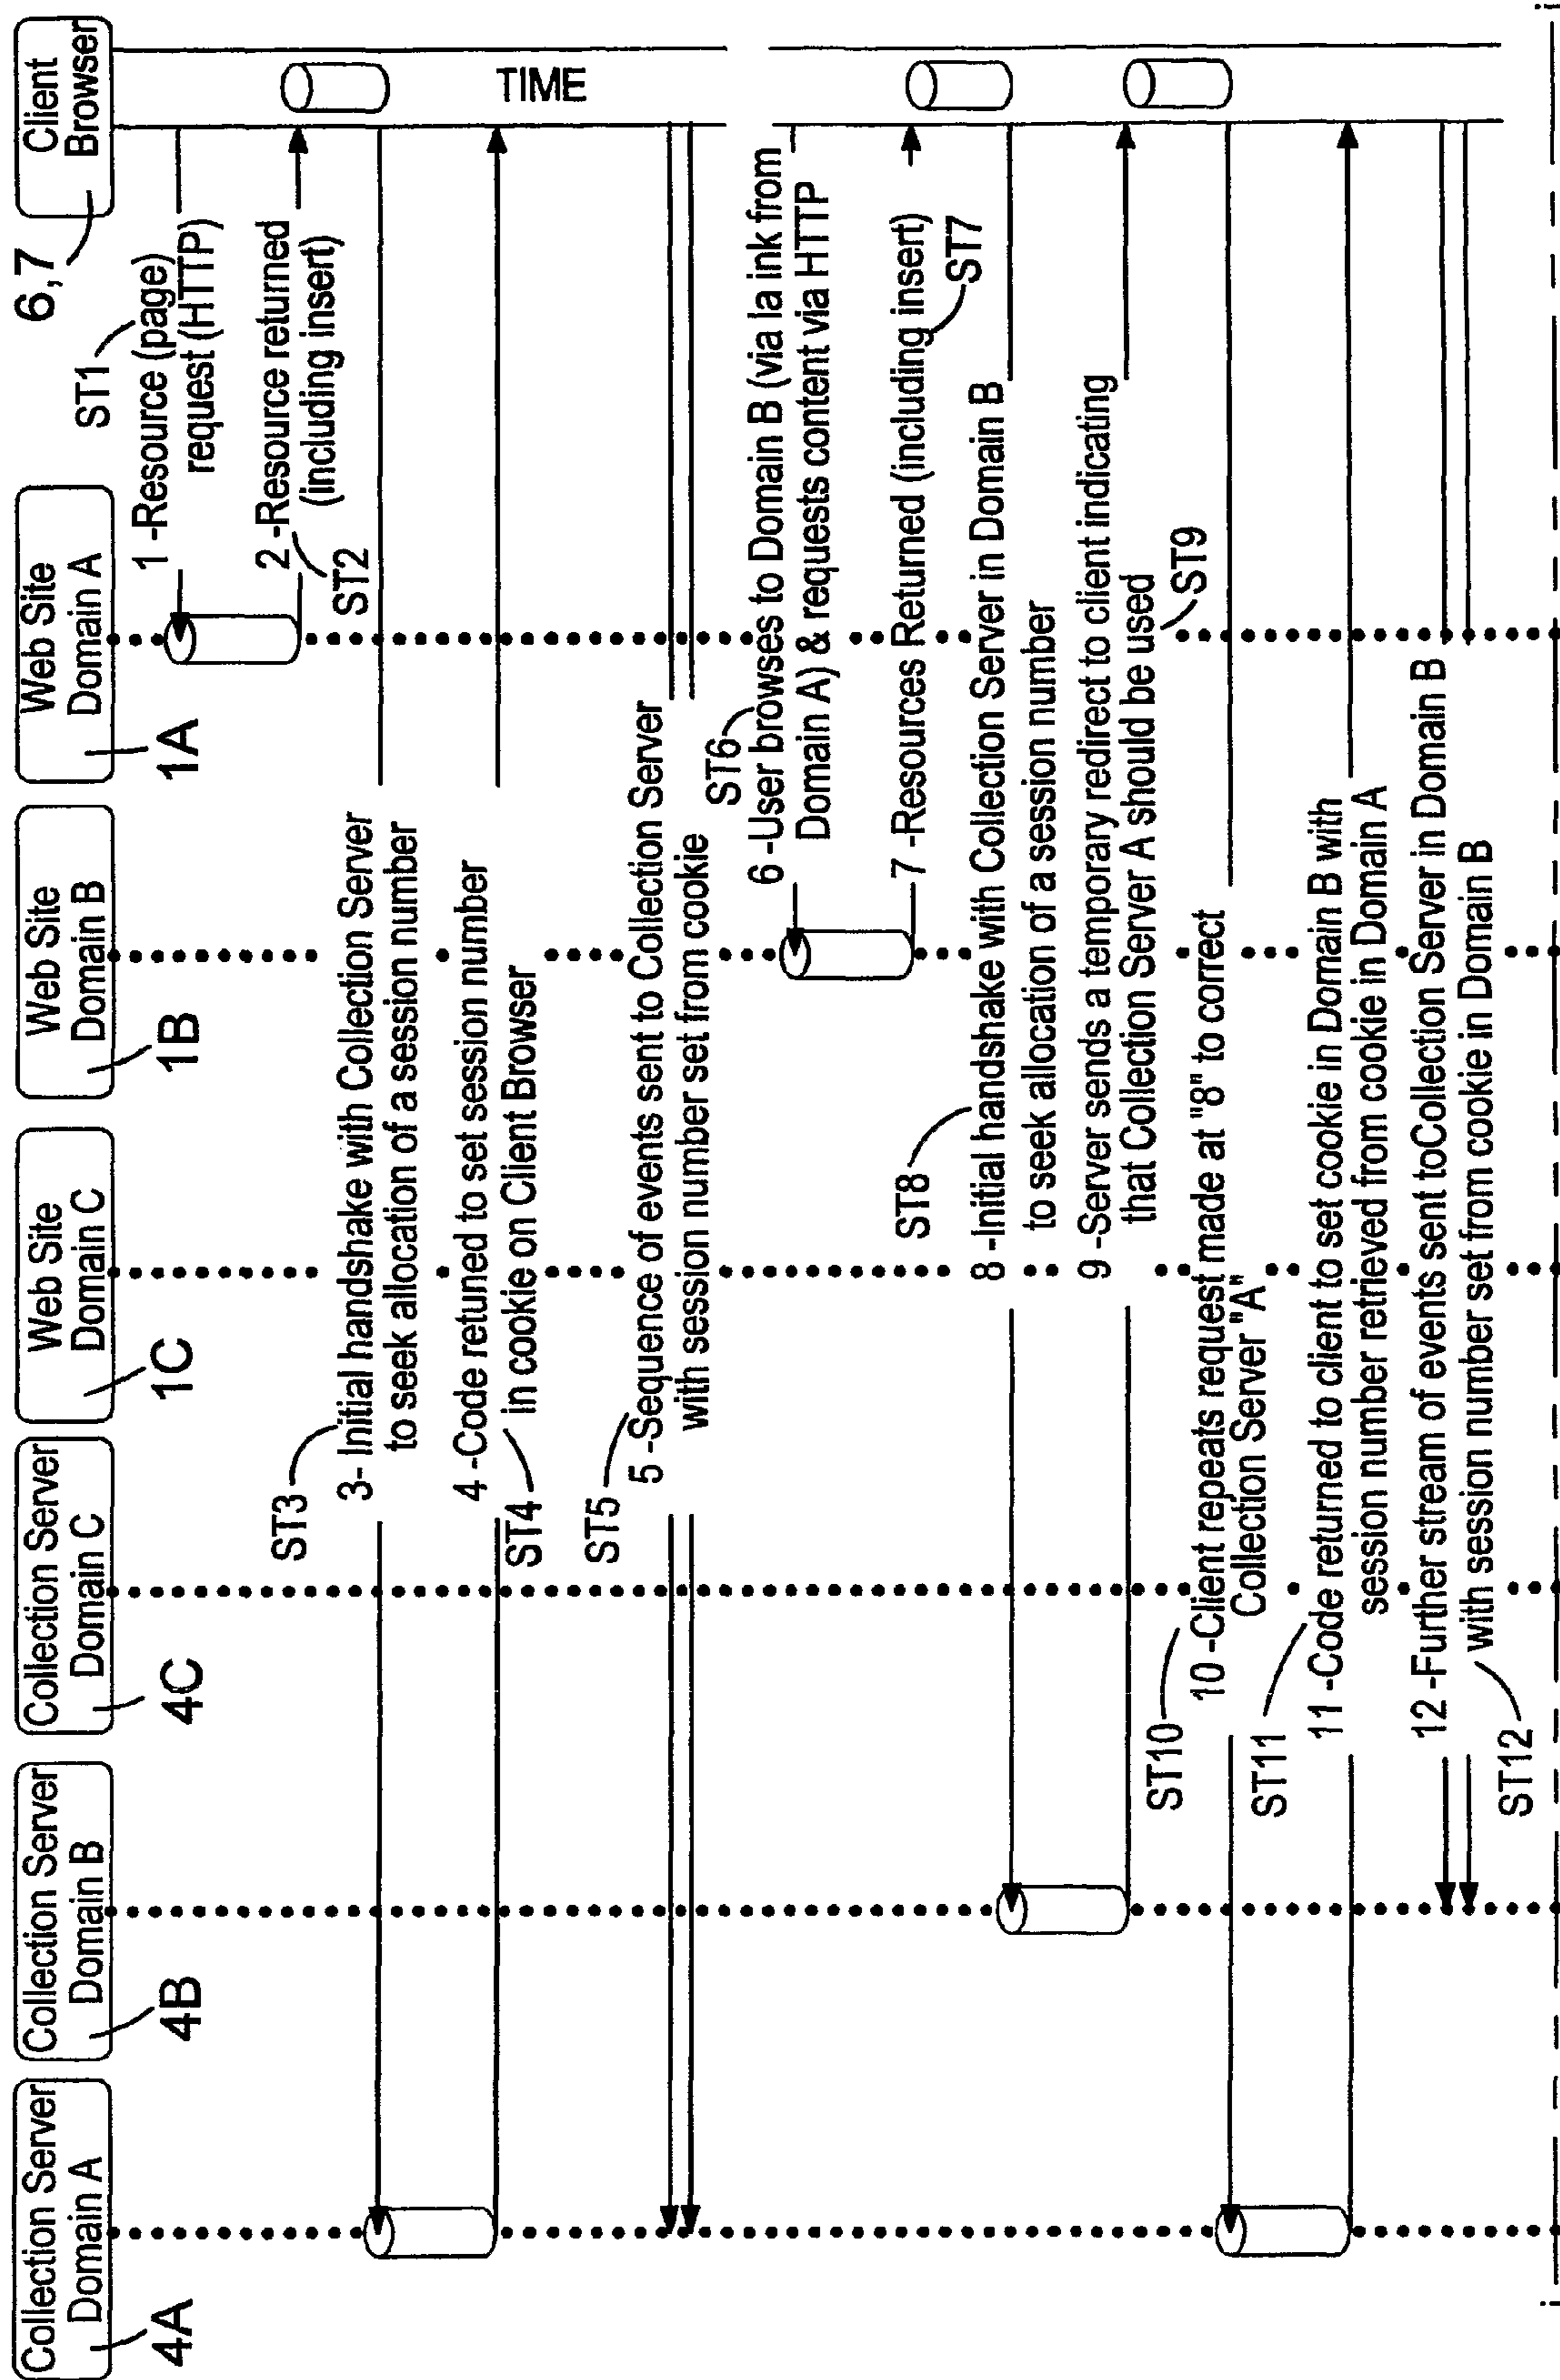 Collection Server
Domain A
4A
Collection Server
Domain B
4B
Collection Server
Domain C
4C
Web Site
Domain C
1C
Web Site
Domain B
1B
Web Site
Domain A
1A
Client
Browser
6,7
TIME
ST1
1 -Resource (page)
request (HTTP)
2 -Resource returned
(including insert)
ST2
ST3
3- Initial handshake with Collection Server
to seek allocation of a session number
4 -Code retuned to set session number
in cookie on Client Browser
ST4
ST5
5 -Sequence of events sent to Collection Server
with session number set from cookie
ST6
6 -User browses to Domain B (via la ink from
Domain A) & requests content via HTTP
7 -Resources Returned (including insert)
ST7
ST8
8 -Initial handshake with Collection Server in Domain B
to seek allocation of a session number
9 -Server sends a temporary redirect to client indicating
that Collection Server A should be used
ST9
ST10
10 -Client repeats request made at "8" to correct
Collection Server "A"
ST11
11 -Code returned to client to set cookie in Domain B with
session number retrieved from cookie in Domain A
12 -Further stream of events sent toCollection Server in Domain B
with session number set from cookie in Domain B
ST12
i
i